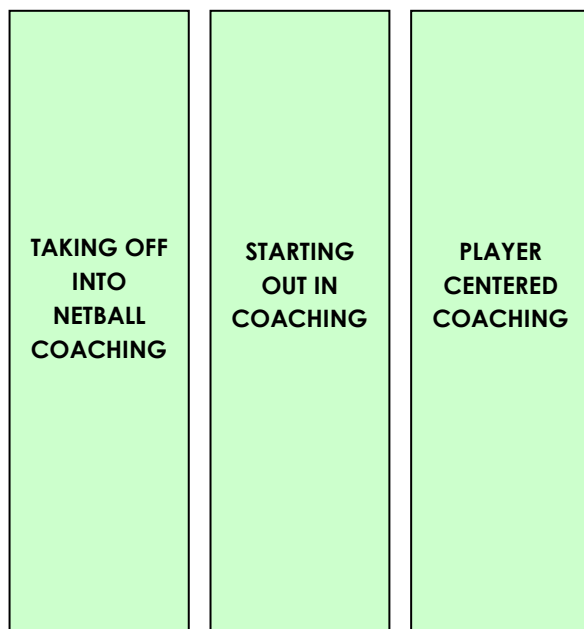 TAKING OFF
INTO
NETBALL
COACHING
STARTING
OUT IN
COACHING
PLAYER
CENTERED
COACHING